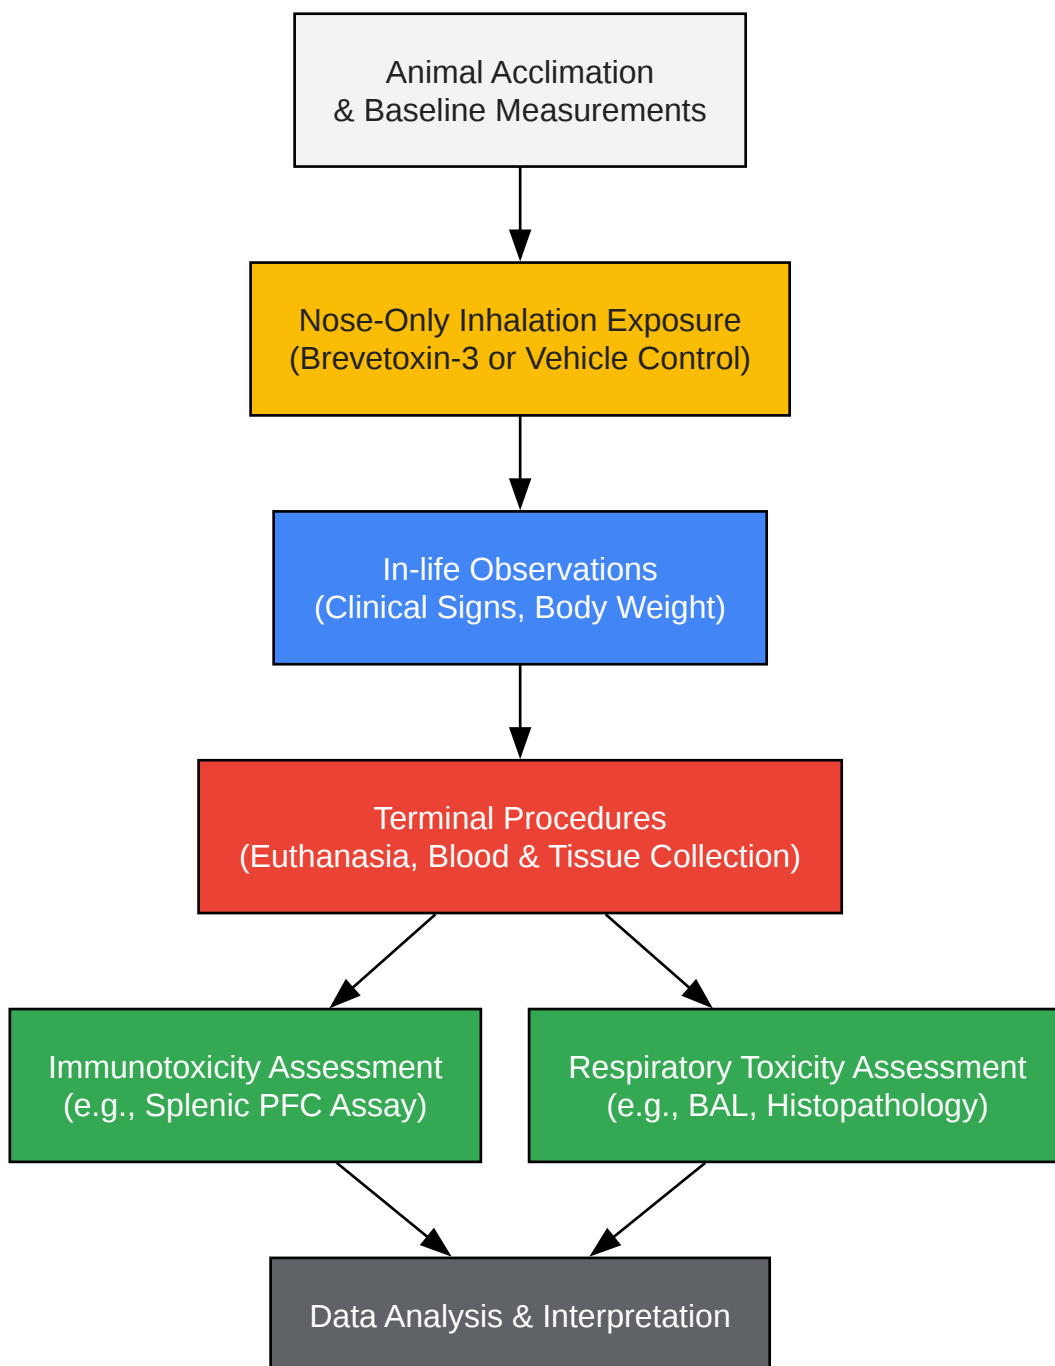 Animal Acclimation
& Baseline Measurements
Nose-Only Inhalation Exposure
(Brevetoxin-3 or Vehicle Control)
In-life Observations
(Clinical Signs, Body Weight)
Terminal Procedures
(Euthanasia, Blood & Tissue Collection)
Immunotoxicity Assessment
(e.g., Splenic PFC Assay)
Respiratory Toxicity Assessment
(e.g., BAL, Histopathology)
Data Analysis & Interpretation